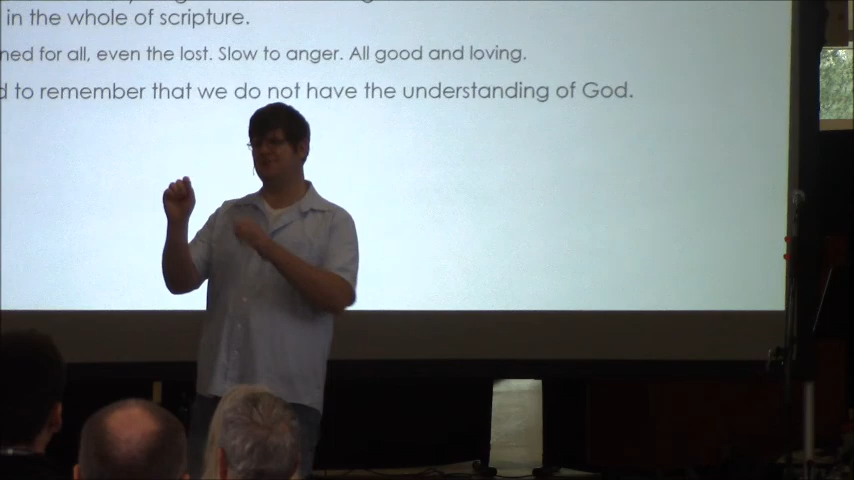 in the whole of scripture.
ned for all, even the lost. Slow to anger. All good and loving.
d to remember that we do not have the understanding of God.